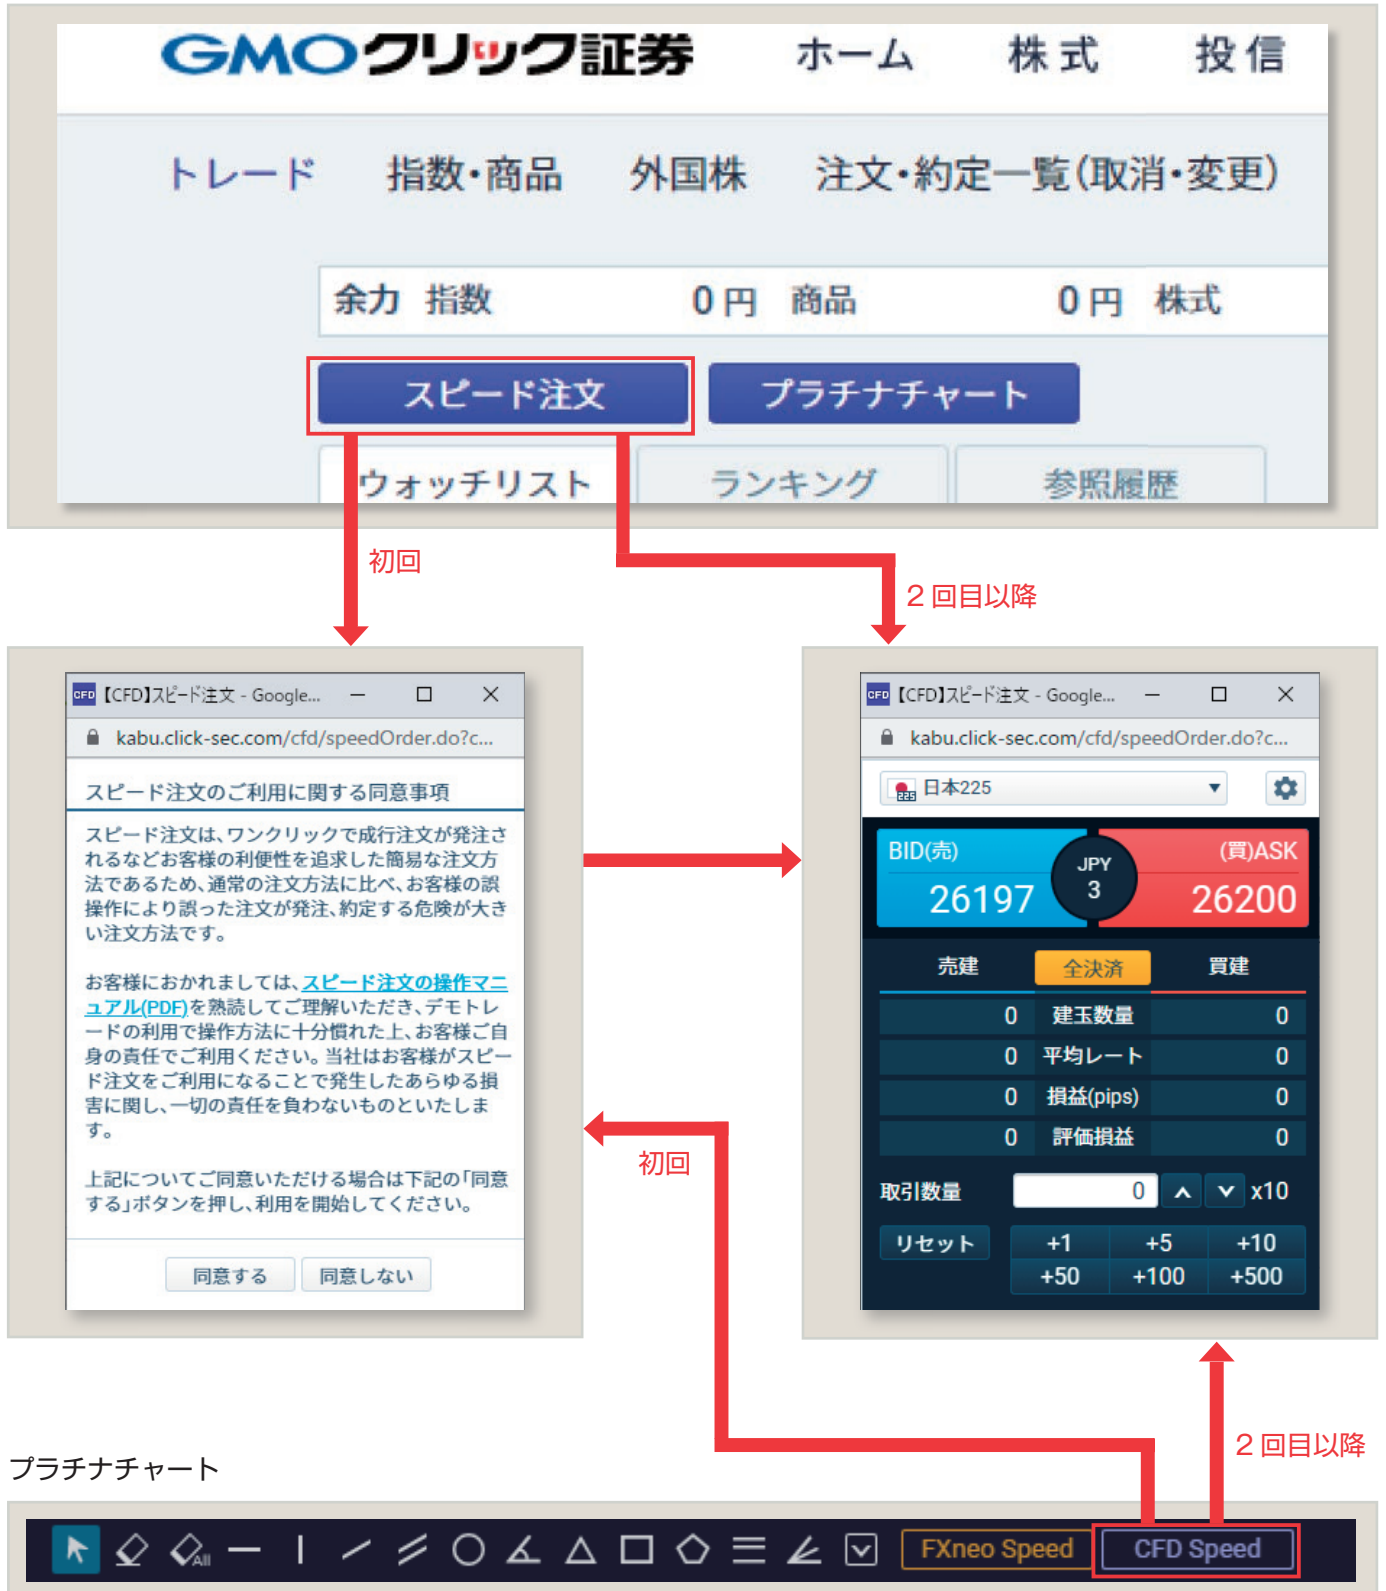 GMOクリック証券 ホーム 株式 投信
トレード 指数・商品 外国株 注文・約定一覧(取消・変更)
余力 指数 0円 商品 0円 株式
スピード注文 プラチナチャート
ウォッチリスト ランキング 参照履歴
初回
2回目以降
CFD 【CFD】スピード注文 - Google...
kabu.click-sec.com/cfd/speedOrder.do?c...
スピード注文のご利用に関する同意事項
スピード注文は、ワンクリックで成行注文が発注さ
れるなどお客様の利便性を追求した簡易な注文方
法であるため、通常の注文方法に比べ、お客様の誤
操作により誤った注文が発注、約定する危険が大き
い注文方法です。
お客様におかれましては、スピード注文の操作マニ
ュアル(PDF)を熟読してご理解いただき、デモトレ
ードの利用で操作方法に十分慣れた上、お客様ご自
身の責任でご利用ください。当社はお客様がスピー
ド注文をご利用になることで発生したあらゆる損
害に関し、一切の責任を負わないものといたしま
す。
上記についてご同意いただける場合は下記の「同意
する」ボタンを押し、利用を開始してください。
同意する 同意しない
CFD 【CFD】スピード注文 - Google...
kabu.click-sec.com/cfd/speedOrder.do?c...
225 日本225
BID(売) JPY (買)ASK
26197 3 26200
売建 全決済 買建
0 建玉数量 0
0 平均レート 0
0 損益(pips) 0
0 評価損益 0
取引数量 0 x10
リセット +1 +5 +10
+50 +100 +500
初回
2回目以降
プラチナチャート
All FXneo Speed CFD Speed